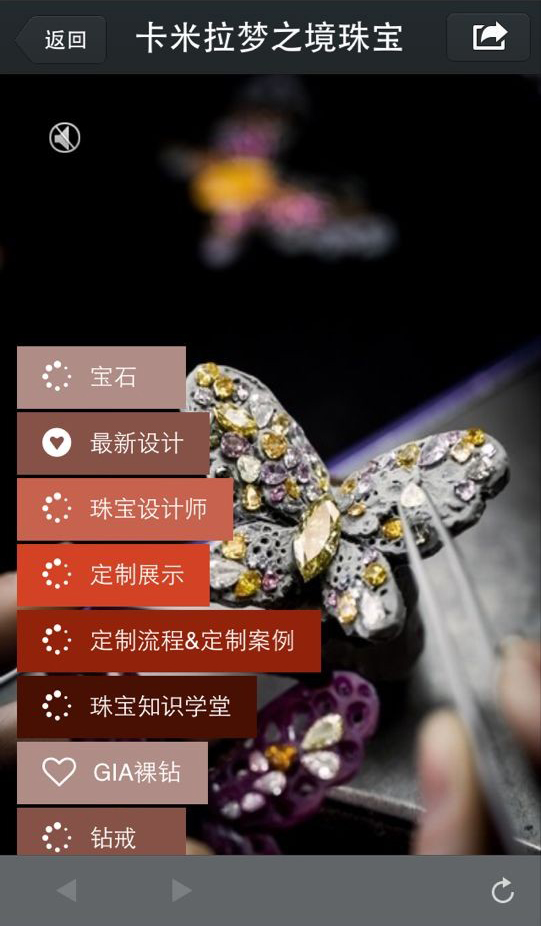 返回
卡米拉梦之境珠宝
宝石
最新设计
珠宝设计师
定制展示
定制流程&定制案例
珠宝知识学堂
GIA裸钻
钻戒